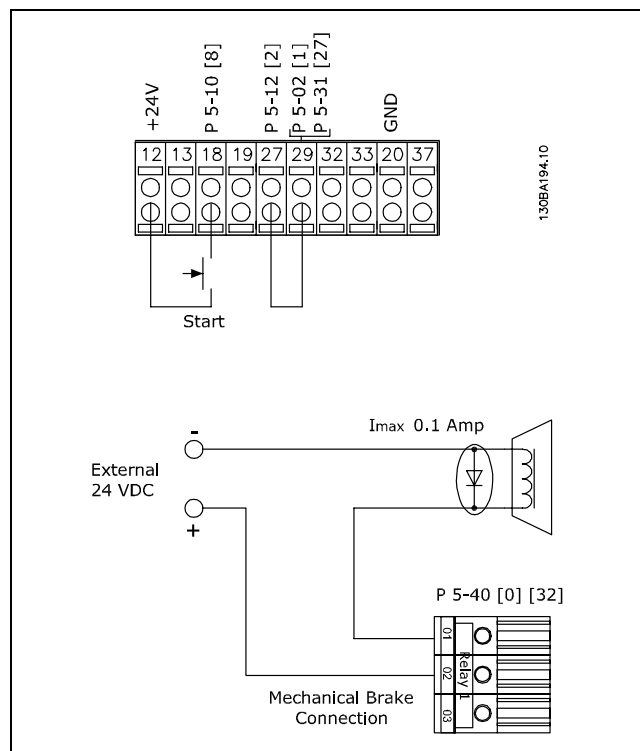 +24V
P 5-10 [8]
P 5-12 [2]
P 5-02 [1]
P 5-31 [27]
GND
12 13 18 19 27 29 32 33 20 37
130BA194.10
Start
-
Imax 0.1 Amp
External
24 VDC
+
P 5-40 [0] [32]
01
02
03
Relay 1
Mechanical Brake
Connection